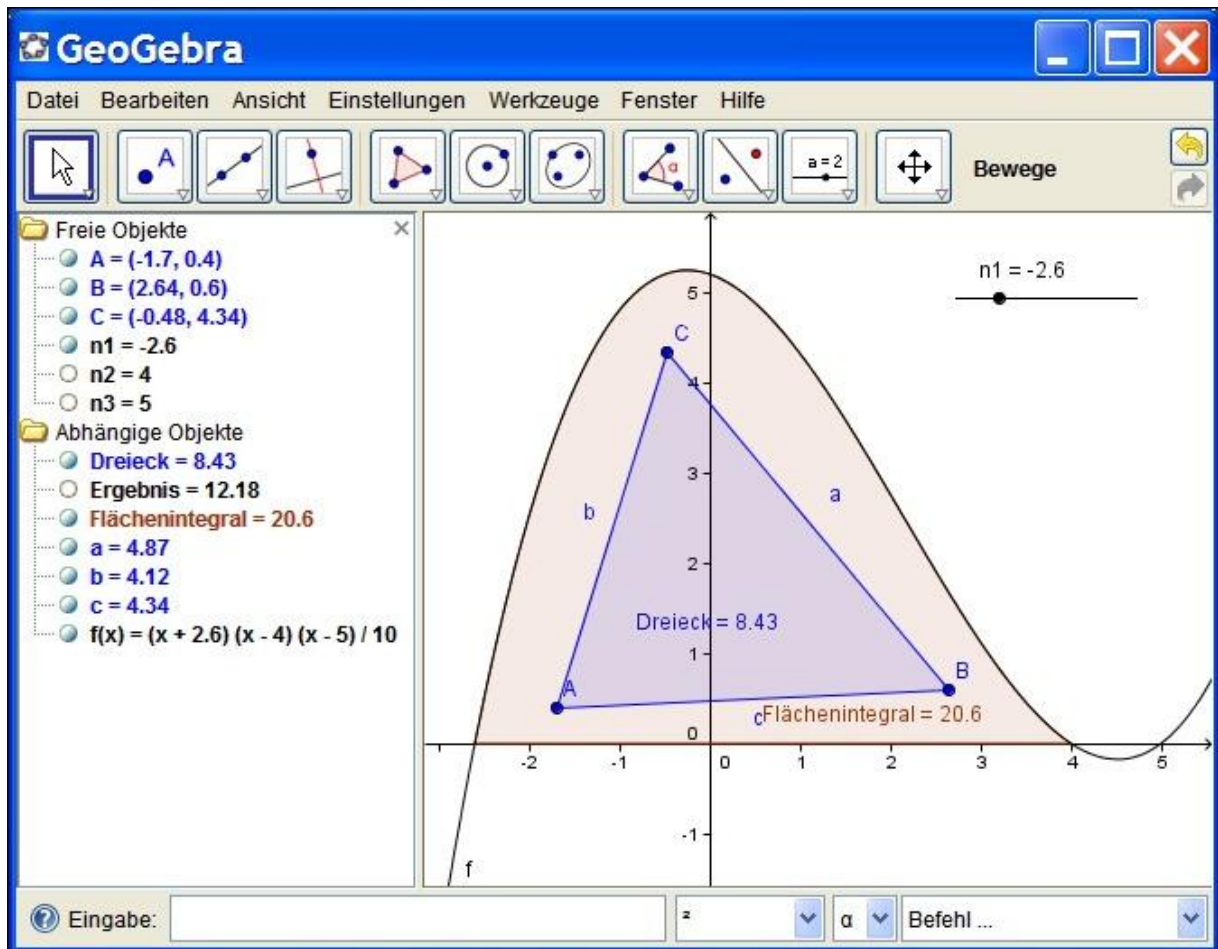 GeoGebra
Datei Bearbeiten Ansicht Einstellungen Werkzeuge Fenster Hilfe
A α a = 2 Bewege
Freie Objekte
A = (-1.7, 0.4)
B = (2.64, 0.6)
C = (-0.48, 4.34)
n1 = -2.6
n2 = 4
n3 = 5
Abhängige Objekte
Dreieck = 8.43
Ergebnis = 12.18
Flächenintegral = 20.6
a = 4.87
b = 4.12
c = 4.34
f(x) = (x + 2.6) (x - 4) (x - 5) / 10
n1 = -2.6
5
C
4
3
a
b
2
Dreieck = 8.43
1
B
A
c
Flächenintegral = 20.6
0
-2 -1 0 1 2 3 4 5
-1
f
Eingabe: ² α Befehl ...